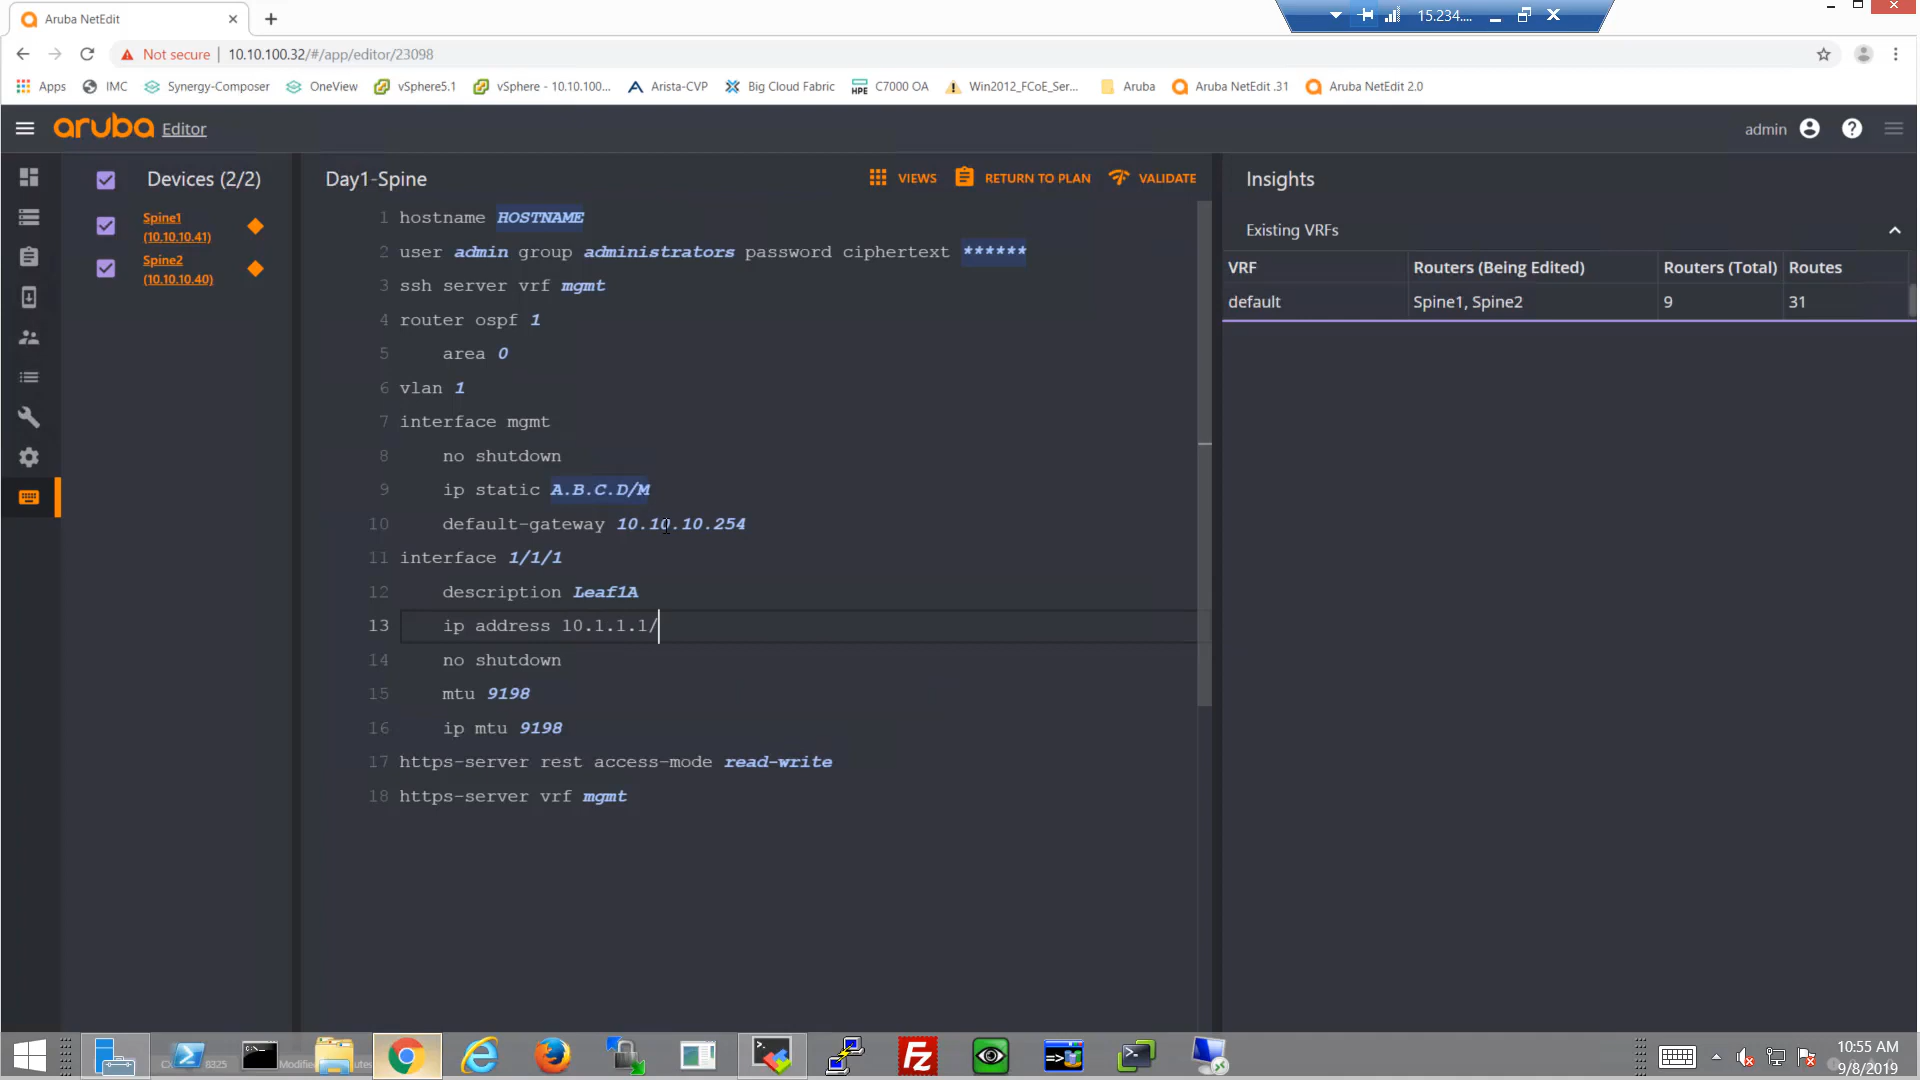 Aruba NetEdit
15.234....
Not secure
10.10.100.32/#/app/editor/23098
Apps
IMC
Synergy-Composer
OneView
vSphere5.1
vSphere - 10.10.100...
Arista-CVP
Big Cloud Fabric
HPE
C7000 OA
Win2012_FCoE_Ser...
Aruba
Aruba NetEdit .31
Aruba NetEdit 2.0
aruba Editor
admin
Devices (2/2)
Spine1
(10.10.10.41)
Spine2
(10.10.10.40)
Day1-Spine
VIEWS
RETURN TO PLAN
VALIDATE
1 hostname HOSTNAME
2 user admin group administrators password ciphertext ******
3 ssh server vrf mgmt
4 router ospf 1
5 area 0
6 vlan 1
7 interface mgmt
8 no shutdown
9 ip static A.B.C.D/M
10 default-gateway 10.10.10.254
11 interface 1/1/1
12 description Leaf1A
13 ip address 10.1.1.1/
14 no shutdown
15 mtu 9198
16 ip mtu 9198
17 https-server rest access-mode read-write
18 https-server vrf mgmt
Insights
Existing VRFs
VRF Routers (Being Edited) Routers (Total) Routes
default Spine1, Spine2 9 31
8325
Modified
10:55 AM
9/8/2019